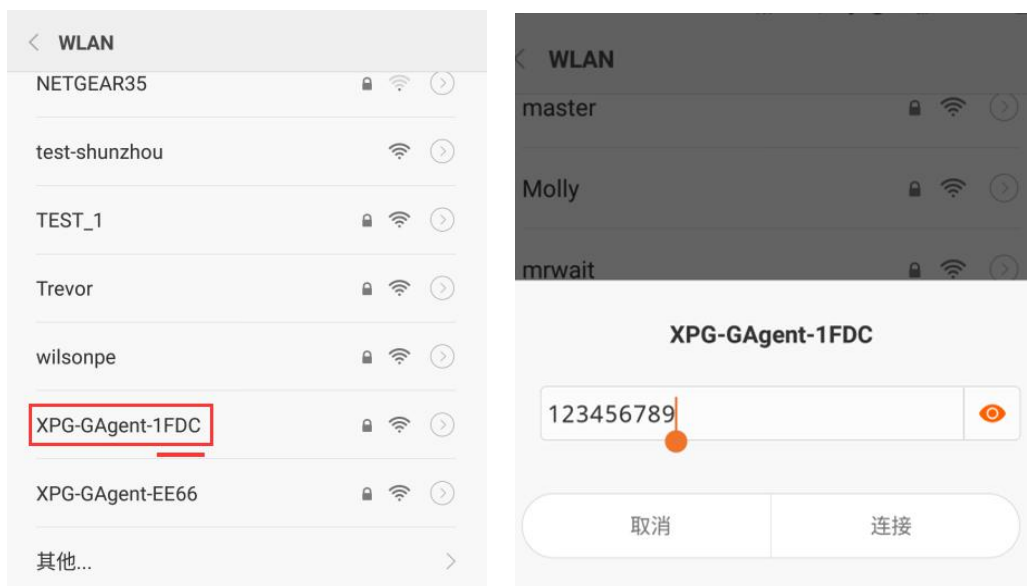 WLAN
NETGEAR35
test-shunzhou
TEST_1
Trevor
wilsonpe
XPG-GAgent-1FDC
XPG-GAgent-EE66
其他...
WLAN
master
Molly
mrwait
XPG-GAgent-1FDC
123456789
取消 连接